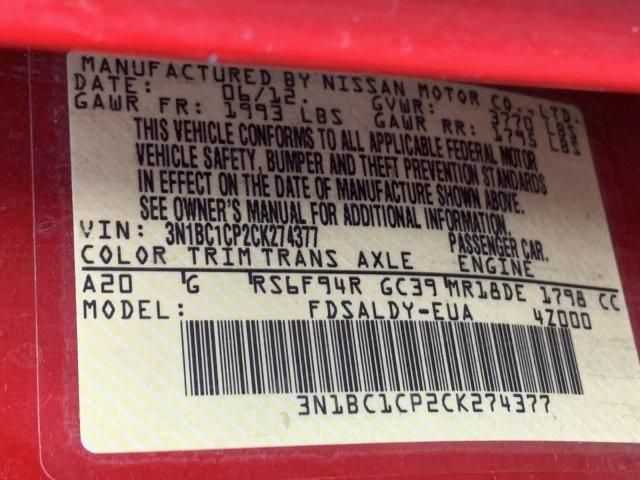 MANUFACTURED BY NISSAN MOTOR CO., LTD.
DATE: 06/12. GVWR: 3770 LBS
GAWR FR: 1993 LBS GAWR RR: 1795 LBS
THIS VEHICLE CONFORMS TO ALL APPLICABLE FEDERAL MOTOR
VEHICLE SAFETY, BUMPER AND THEFT PREVENTION STANDARDS
IN EFFECT ON THE DATE OF MANUFACTURE SHOWN ABOVE.
SEE OWNER'S MANUAL FOR ADDITIONAL INFORMATION.
VIN: 3N1BC1CP2CK274377 PASSENGER CAR.
COLOR TRIM TRANS AXLE ENGINE
A20 G RS6F94R GC39 MR18DE 1798 CC
MODEL: FDSALDY-EUA 4Z000
3N1BC1CP2CK274377